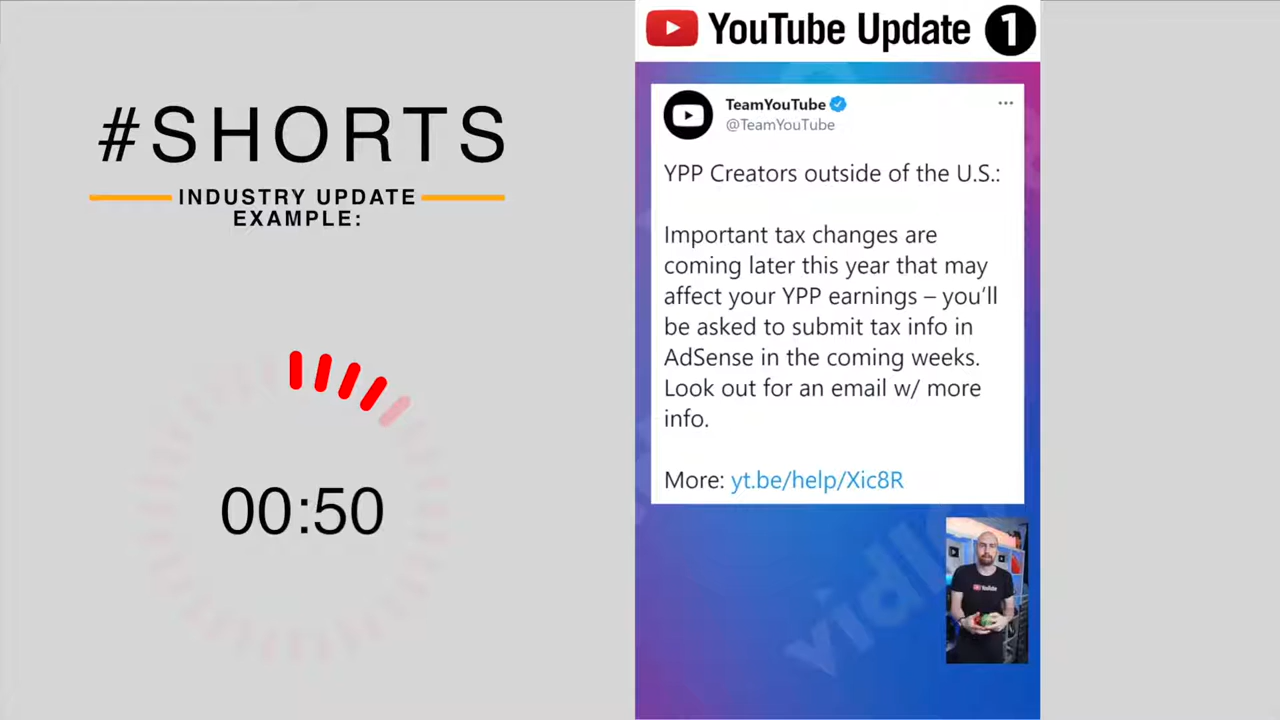 #SHORTS
INDUSTRY UPDATE
EXAMPLE:
00:50
YouTube Update 1
TeamYouTube
@TeamYouTube
YPP Creators outside of the U.S.:
Important tax changes are
coming later this year that may
affect your YPP earnings – you’ll
be asked to submit tax info in
AdSense in the coming weeks.
Look out for an email w/ more
info.
More: yt.be/help/Xic8R
YouTube